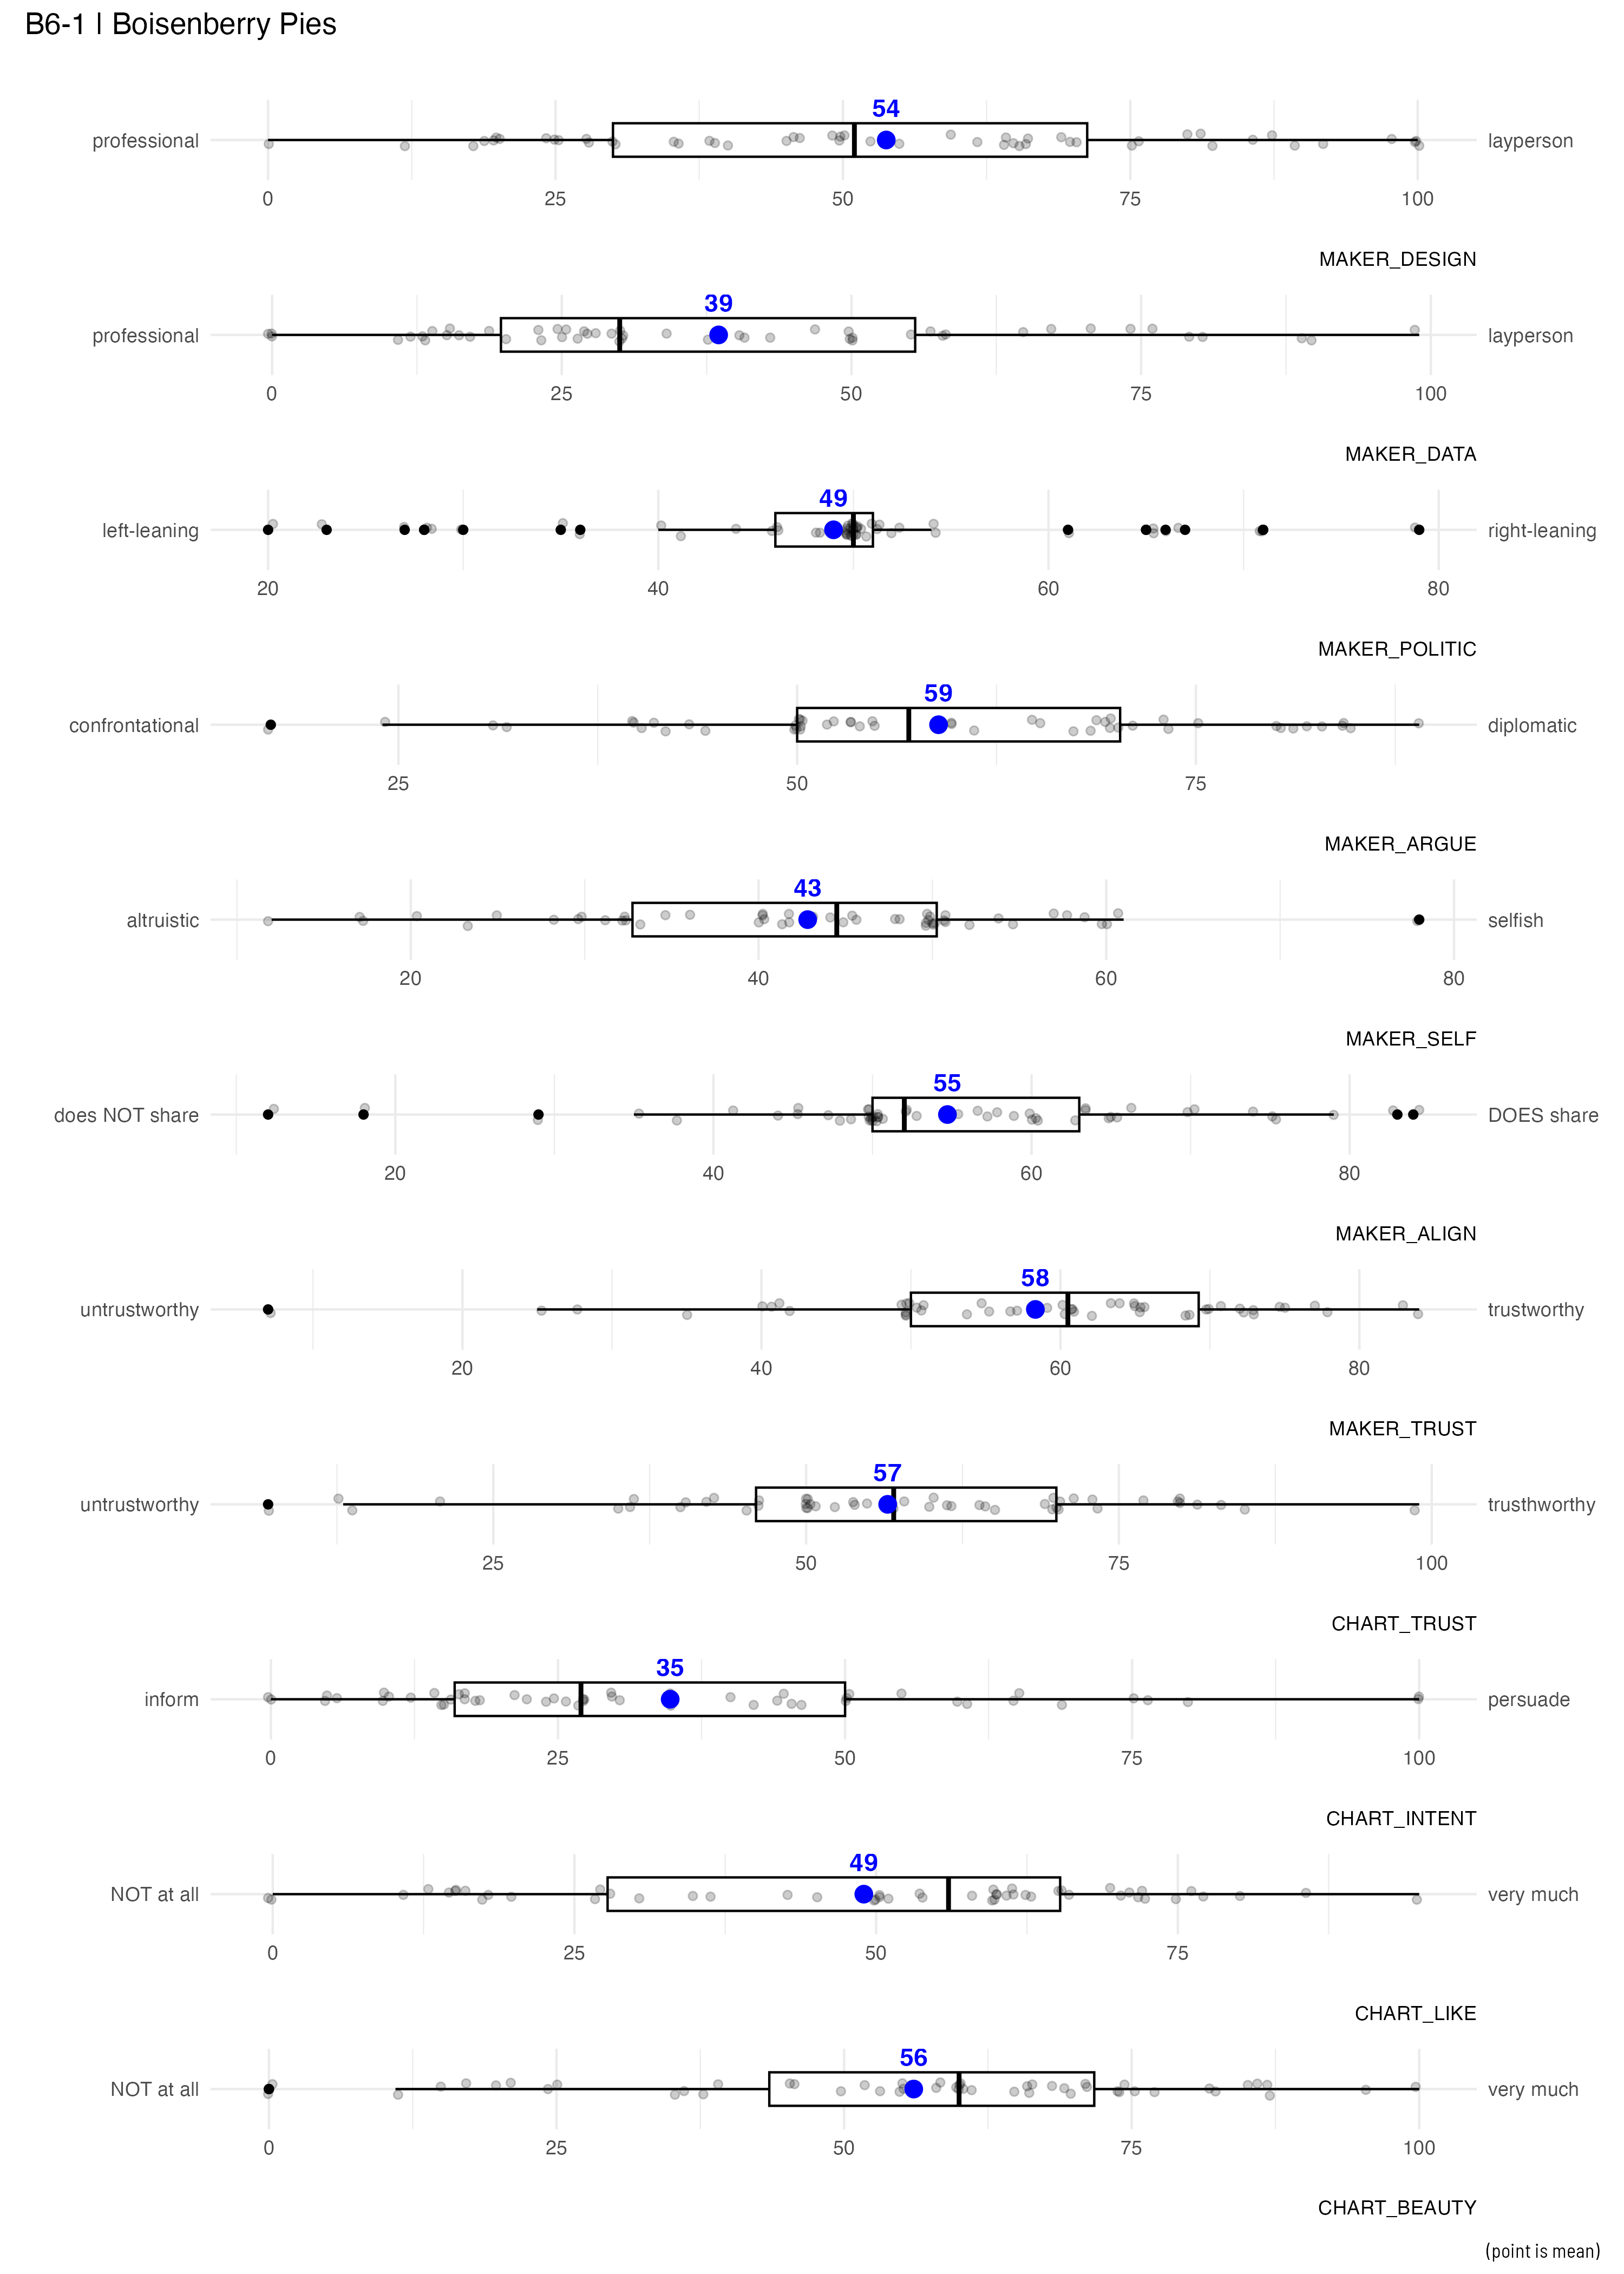 B6-1 | Boisenberry Pies
54
professional layperson
0 25 50 75 100
MAKER_DESIGN
39
professional layperson
0 25 50 75 100
MAKER_DATA
49
left-leaning right-leaning
20 40 60 80
MAKER_POLITIC
59
confrontational diplomatic
25 50 75
MAKER_ARGUE
43
altruistic selfish
20 40 60 80
MAKER_SELF
55
does NOT share DOES share
20 40 60 80
MAKER_ALIGN
58
untrustworthy trustworthy
20 40 60 80
MAKER_TRUST
57
untrustworthy trusthworthy
25 50 75 100
CHART_TRUST
35
inform persuade
0 25 50 75 100
CHART_INTENT
49
NOT at all very much
0 25 50 75
CHART_LIKE
56
NOT at all very much
0 25 50 75 100
CHART_BEAUTY
(point is mean)